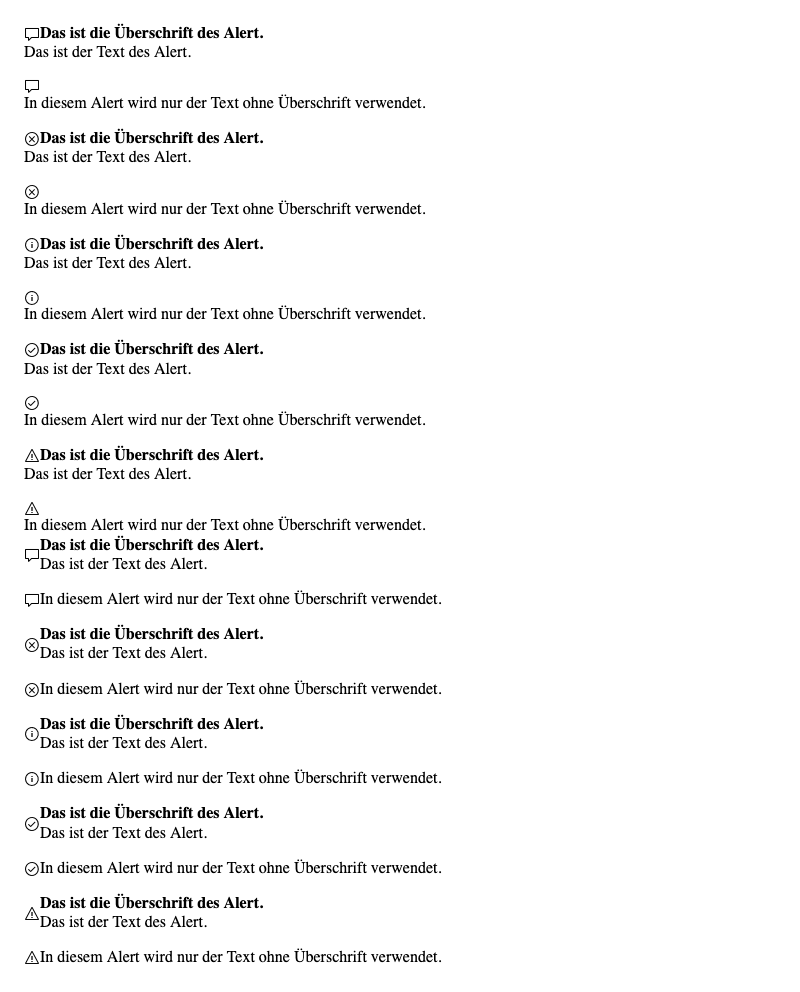 Das ist die Überschrift des Alert.
Das ist der Text des Alert.
In diesem Alert wird nur der Text ohne Überschrift verwendet.
Das ist die Überschrift des Alert.
Das ist der Text des Alert.
In diesem Alert wird nur der Text ohne Überschrift verwendet.
Das ist die Überschrift des Alert.
Das ist der Text des Alert.
In diesem Alert wird nur der Text ohne Überschrift verwendet.
Das ist die Überschrift des Alert.
Das ist der Text des Alert.
In diesem Alert wird nur der Text ohne Überschrift verwendet.
Das ist die Überschrift des Alert.
Das ist der Text des Alert.
In diesem Alert wird nur der Text ohne Überschrift verwendet.
Das ist die Überschrift des Alert.
Das ist der Text des Alert.
In diesem Alert wird nur der Text ohne Überschrift verwendet.
Das ist die Überschrift des Alert.
Das ist der Text des Alert.
In diesem Alert wird nur der Text ohne Überschrift verwendet.
Das ist die Überschrift des Alert.
Das ist der Text des Alert.
In diesem Alert wird nur der Text ohne Überschrift verwendet.
Das ist die Überschrift des Alert.
Das ist der Text des Alert.
In diesem Alert wird nur der Text ohne Überschrift verwendet.
Das ist die Überschrift des Alert.
Das ist der Text des Alert.
In diesem Alert wird nur der Text ohne Überschrift verwendet.